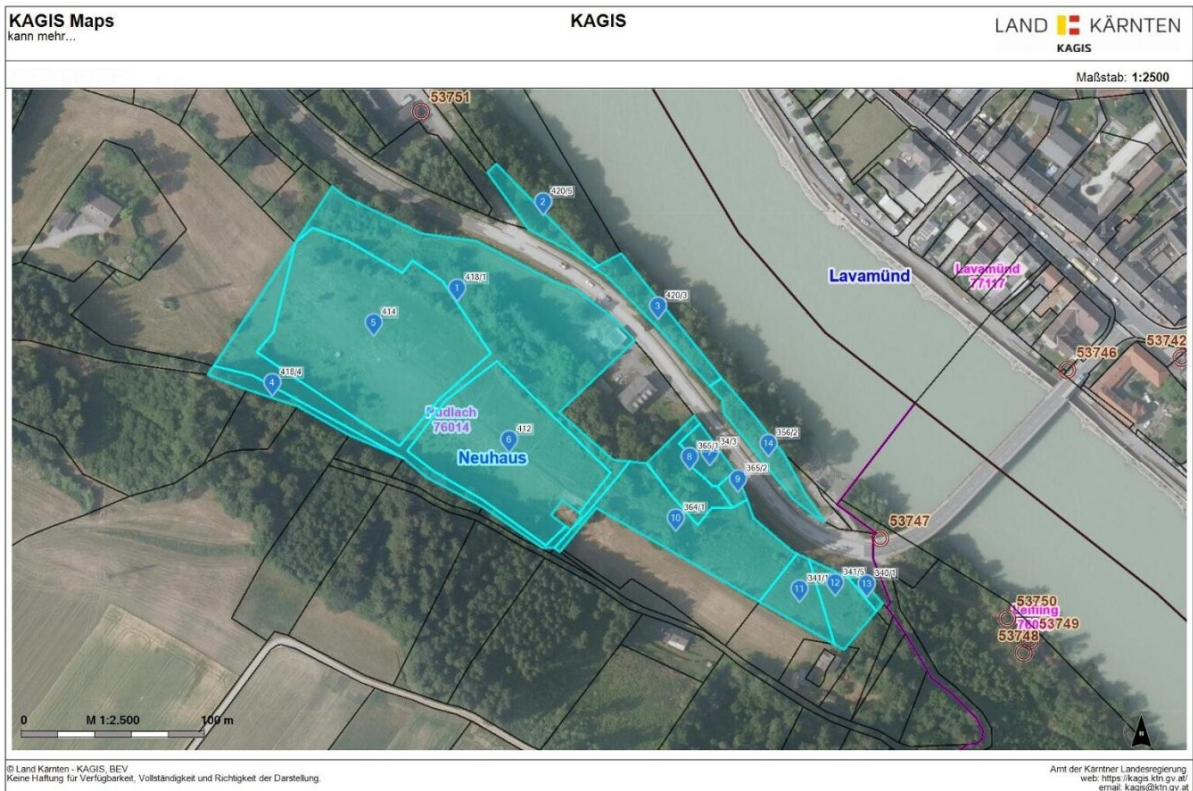 KAGIS Maps
kann mehr...
KAGIS
LAND KÄRNTEN
KAGIS
Maßstab: 1:2500
53751
2
420/5
Lavamünd
Lavamünd
77117
1
418/1
3
420/3
5
414
53746
53742
4
418/4
Pudlach
76014
6
412
Neuhaus
14
356/2
8
365/1
34/3
9
365/2
10
364/1
53747
11
341/1
12
341/5
13
340/1
53750
53749
53748
0
M 1:2.500
100 m
N
© Land Kärnten - KAGIS, BEV
Keine Haftung für Verfügbarkeit, Vollständigkeit und Richtigkeit der Darstellung.
Amt der Kärntner Landesregierung
web: https://kagis.ktn.gv.at/
email: kagis@ktn.gv.at